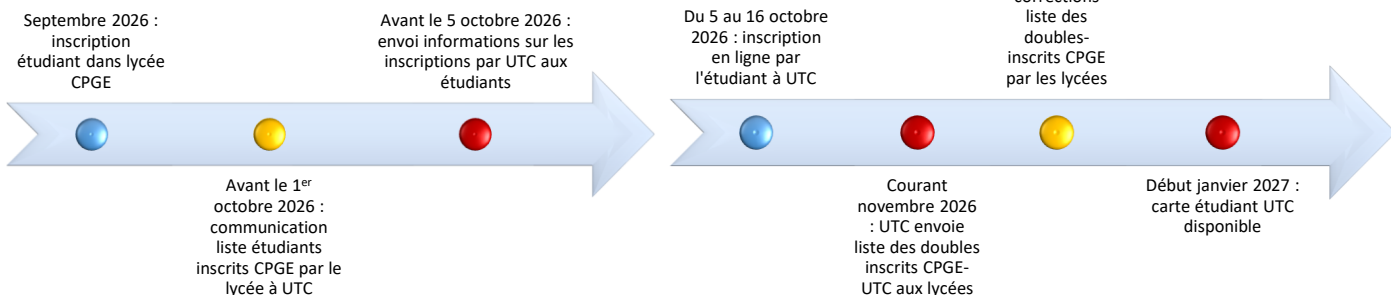 Septembre 2026 :
inscription
étudiant dans lycée
CPGE
Avant le 1er
octobre 2026 :
communication
liste étudiants
inscrits CPGE par le
lycée à UTC
Avant le 5 octobre 2026 :
envoi informations sur les
inscriptions par UTC aux
étudiants
Du 5 au 16 octobre
2026 : inscription
en ligne par
l'étudiant à UTC
Courant
novembre 2026
: UTC envoie
liste des doubles
inscrits CPGE-
UTC aux lycées
corrections
liste des
doubles-
inscrits CPGE
par les lycées
Début janvier 2027 :
carte étudiant UTC
disponible